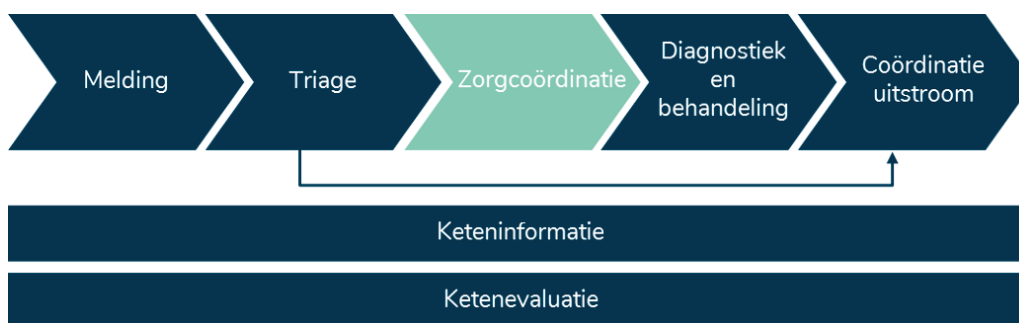 Melding
Triage
Zorgcoördinatie
Diagnostiek
en
behandeling
Coördinatie
uitstroom
Keteninformatie
Ketenevaluatie